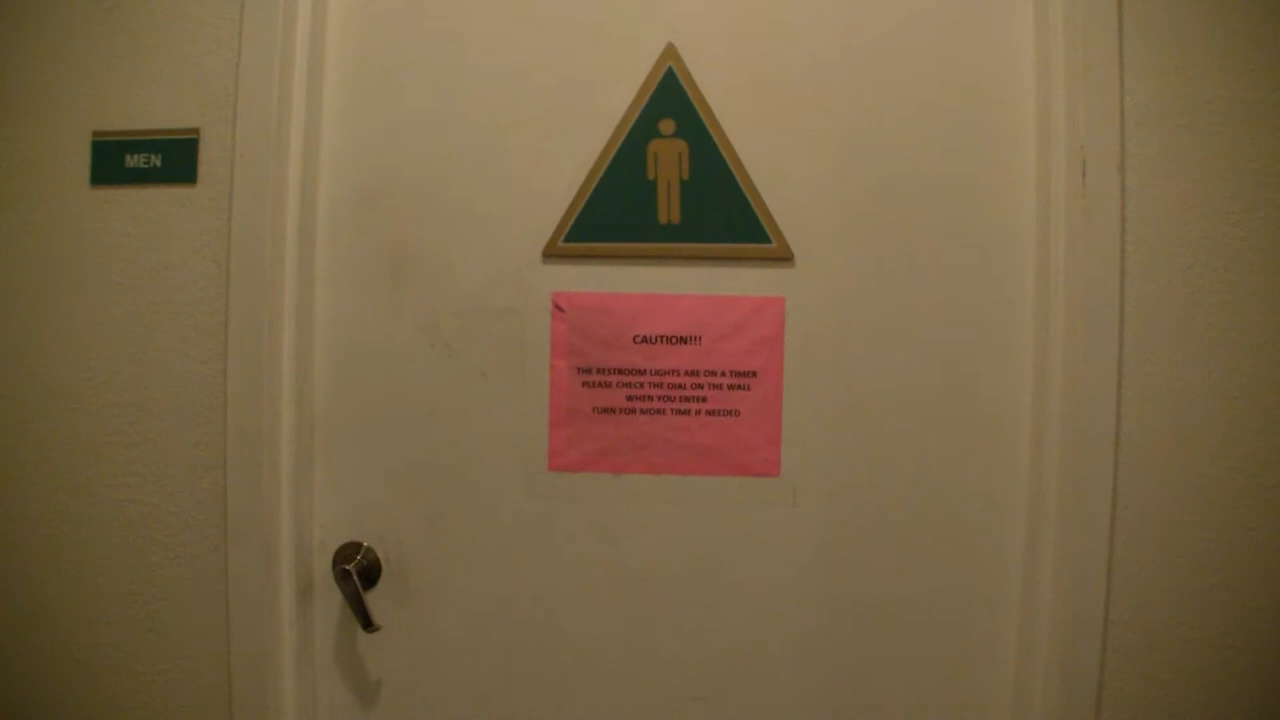 MEN
CAUTION!!!
THE RESTROOM LIGHTS ARE ON A TIMER
PLEASE CHECK THE DIAL ON THE WALL
WHEN YOU ENTER
TURN FOR MORE TIME IF NEEDED